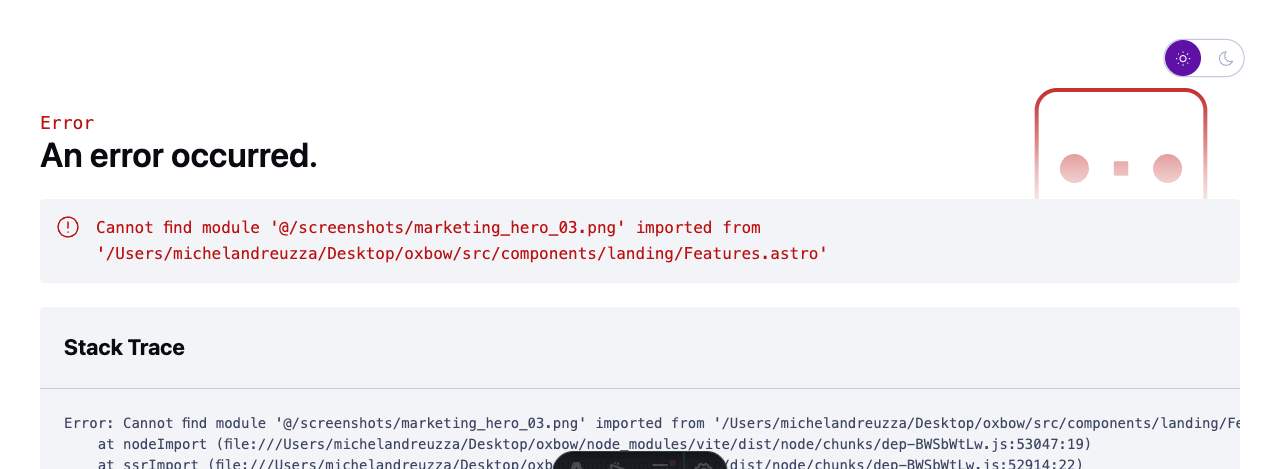 Error
An error occurred.
Cannot find module '@/screenshots/marketing_hero_03.png' imported from
'/Users/michelandreuzza/Desktop/oxbow/src/components/landing/Features.astro'
Stack Trace
Error: Cannot find module '@/screenshots/marketing_hero_03.png' imported from '/Users/michelandreuzza/Desktop/oxbow/src/components/landing/Fe
at nodeImport (file:///Users/michelandreuzza/Desktop/oxbow/node_modules/vite/dist/node/chunks/dep-BWSbWtLw.js:53047:19)
at ssrImport (file:///Users/michelandreuzza/Desktop/oxb /dist/node/chunks/dep-BWSbWtLw.js:52914:22)